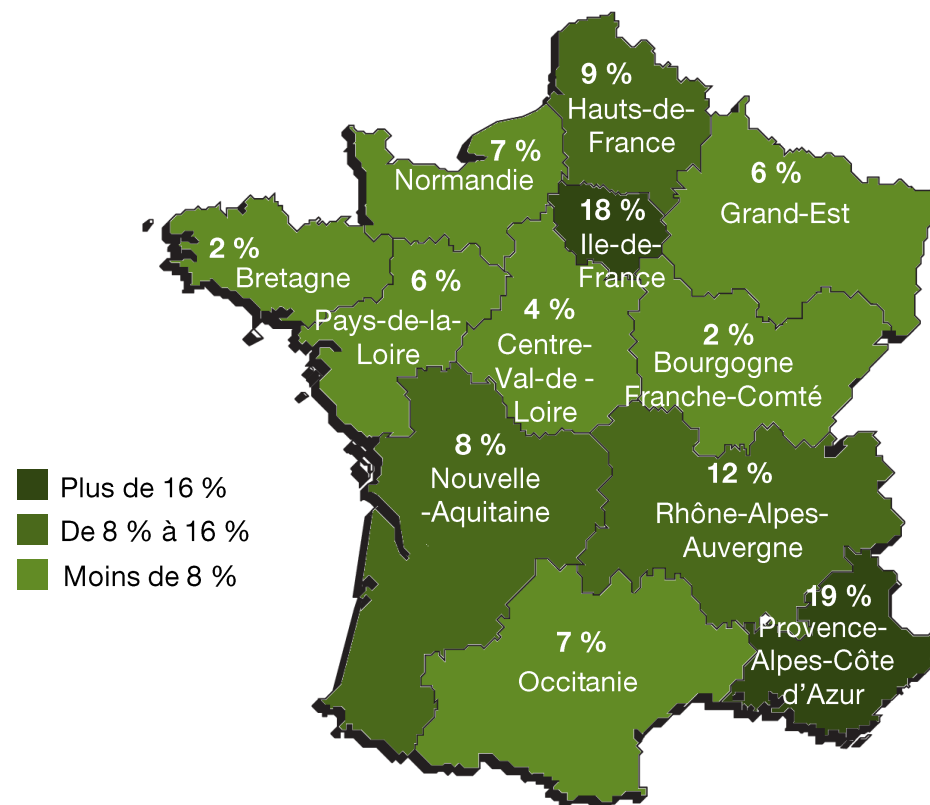 9 %
Hauts-de-
France
7 %
Normandie
6 %
Grand-Est
18 %
Ile-de-
France
2 %
Bretagne
6 %
Pays-de-la-
Loire
4 %
Centre-
Val-de -
Loire
2 %
Bourgogne
Franche-Comté
8 %
Nouvelle
-Aquitaine
12 %
Rhône-Alpes-
Auvergne
19 %
Provence-
Alpes-Côte
d'Azur
7 %
Occitanie
Plus de 16 %
De 8 % à 16 %
Moins de 8 %